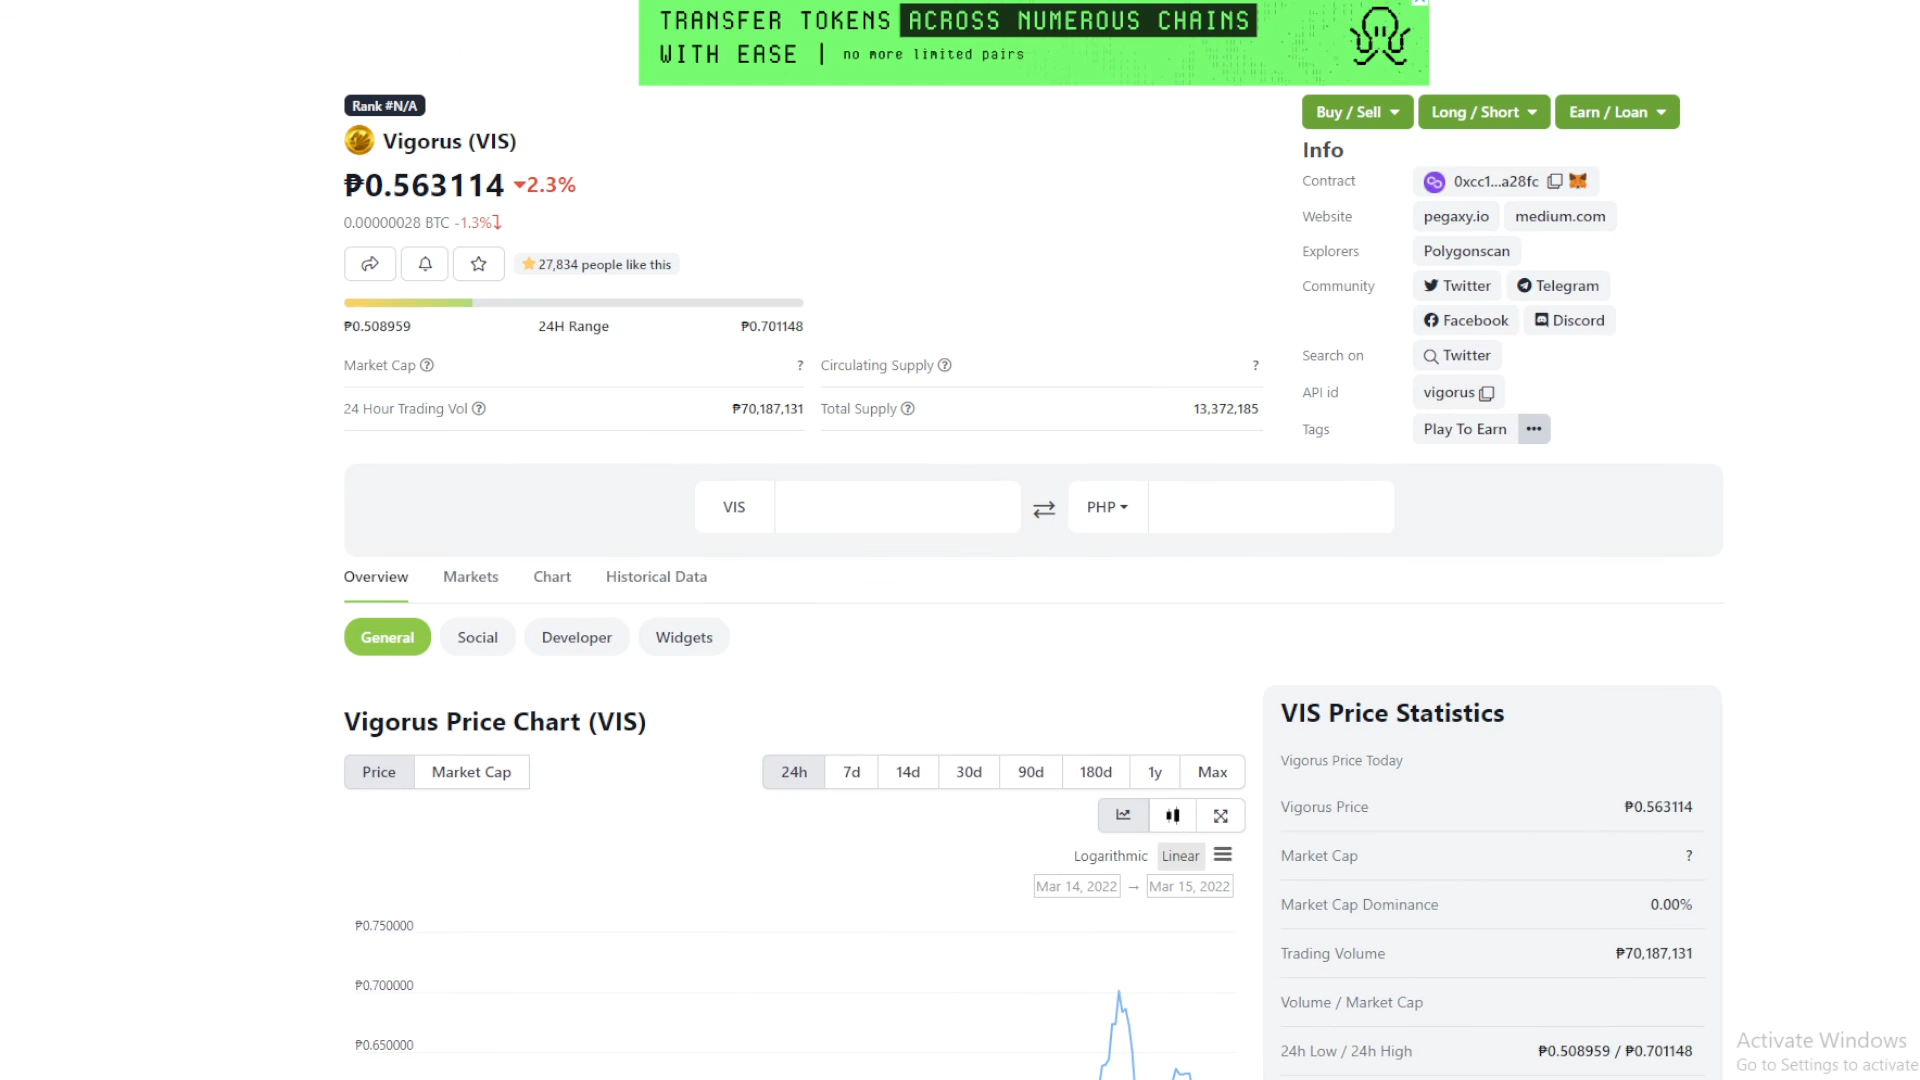 TRANSFER TOKENS ACROSS NUMEROUS CHAINS
WITH EASE | no more limited pairs
Rank #N/A
Vigorus (VIS)
₱0.563114 2.3%
0.00000028 BTC -1.3%
27,834 people like this
₱0.508959 24H Range ₱0.701148
Market Cap ?
24 Hour Trading Vol ₱70,187,131
Circulating Supply ?
Total Supply 13,372,185
Buy / Sell Long / Short Earn / Loan
Info
Contract 0xcc1...a28fc
Website pegaxy.io medium.com
Explorers Polygonscan
Community Twitter Telegram
Facebook Discord
Search on Twitter
API id vigorus
Tags Play To Earn •••
VIS PHP
Overview Markets Chart Historical Data
General Social Developer Widgets
Vigorus Price Chart (VIS)
Price Market Cap
24h 7d 14d 30d 90d 180d 1y Max
Logarithmic Linear
Mar 14, 2022 → Mar 15, 2022
₱0.750000
₱0.700000
₱0.650000
VIS Price Statistics
Vigorus Price Today
Vigorus Price ₱0.563114
Market Cap ?
Market Cap Dominance 0.00%
Trading Volume ₱70,187,131
Volume / Market Cap
24h Low / 24h High ₱0.508959 / ₱0.701148
Activate Windows
Go to Settings to activate